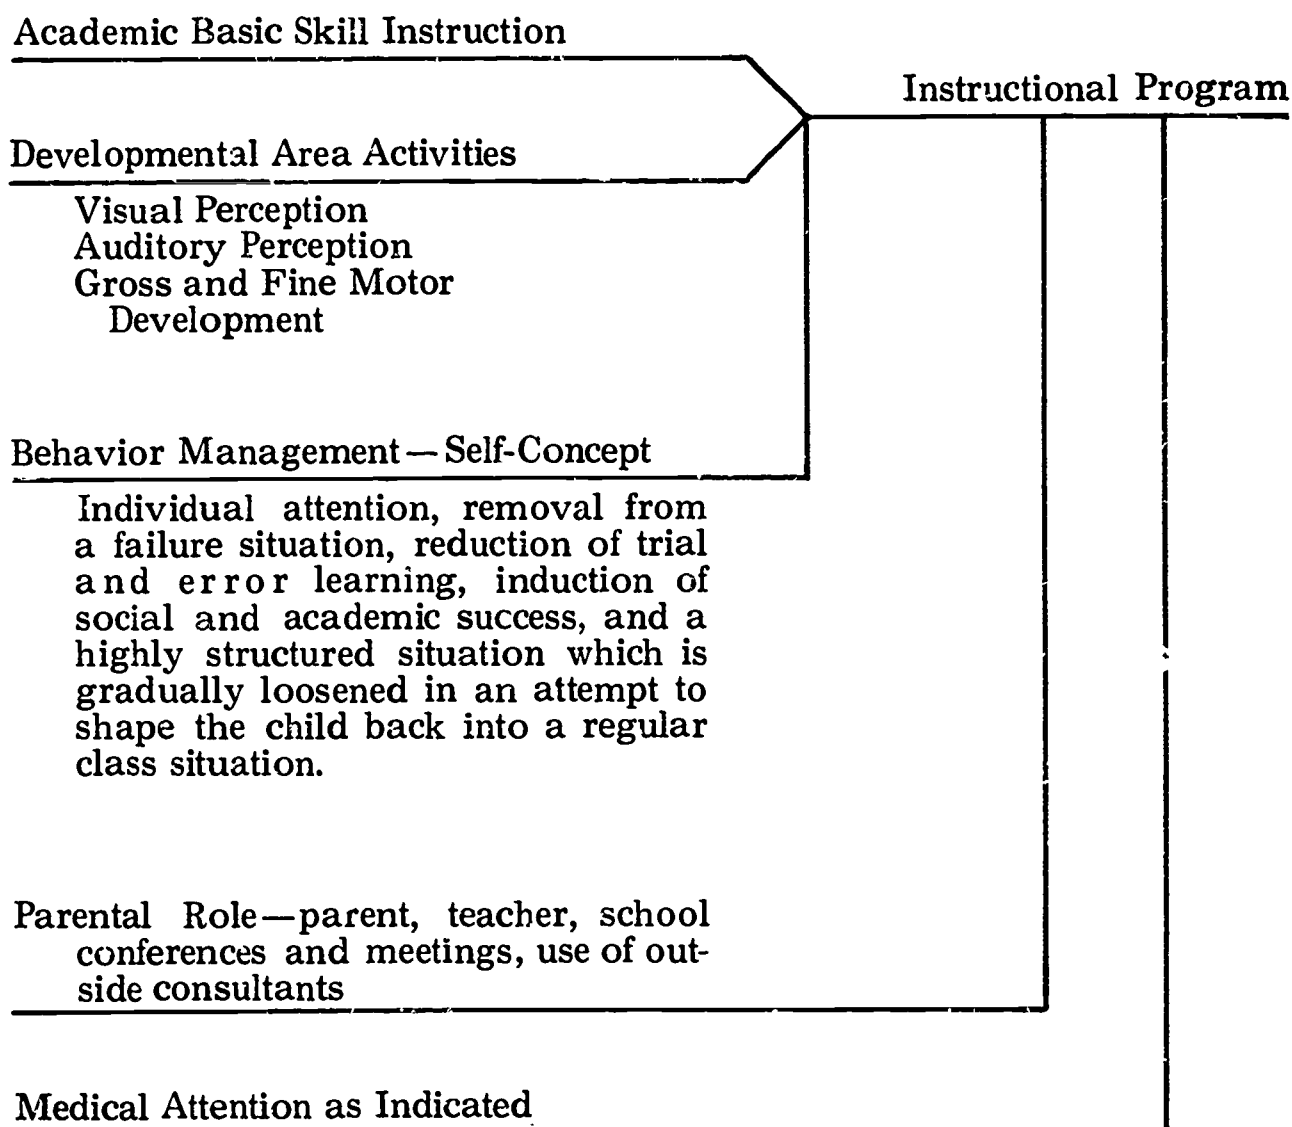 Academic Basic Skill Instruction
Instructional Program
Developmental Area Activities
Visual Perception
Auditory Perception
Gross and Fine Motor
Development
Behavior Management—Self-Concept
Individual attention, removal from
a failure situation, reduction of trial
and error learning, induction of
social and academic success, and a
highly structured situation which is
gradually loosened in an attempt to
shape the child back into a regular
class situation.
Parental Role—parent, teacher, school
conferences and meetings, use of out-
side consultants
Medical Attention as Indicated